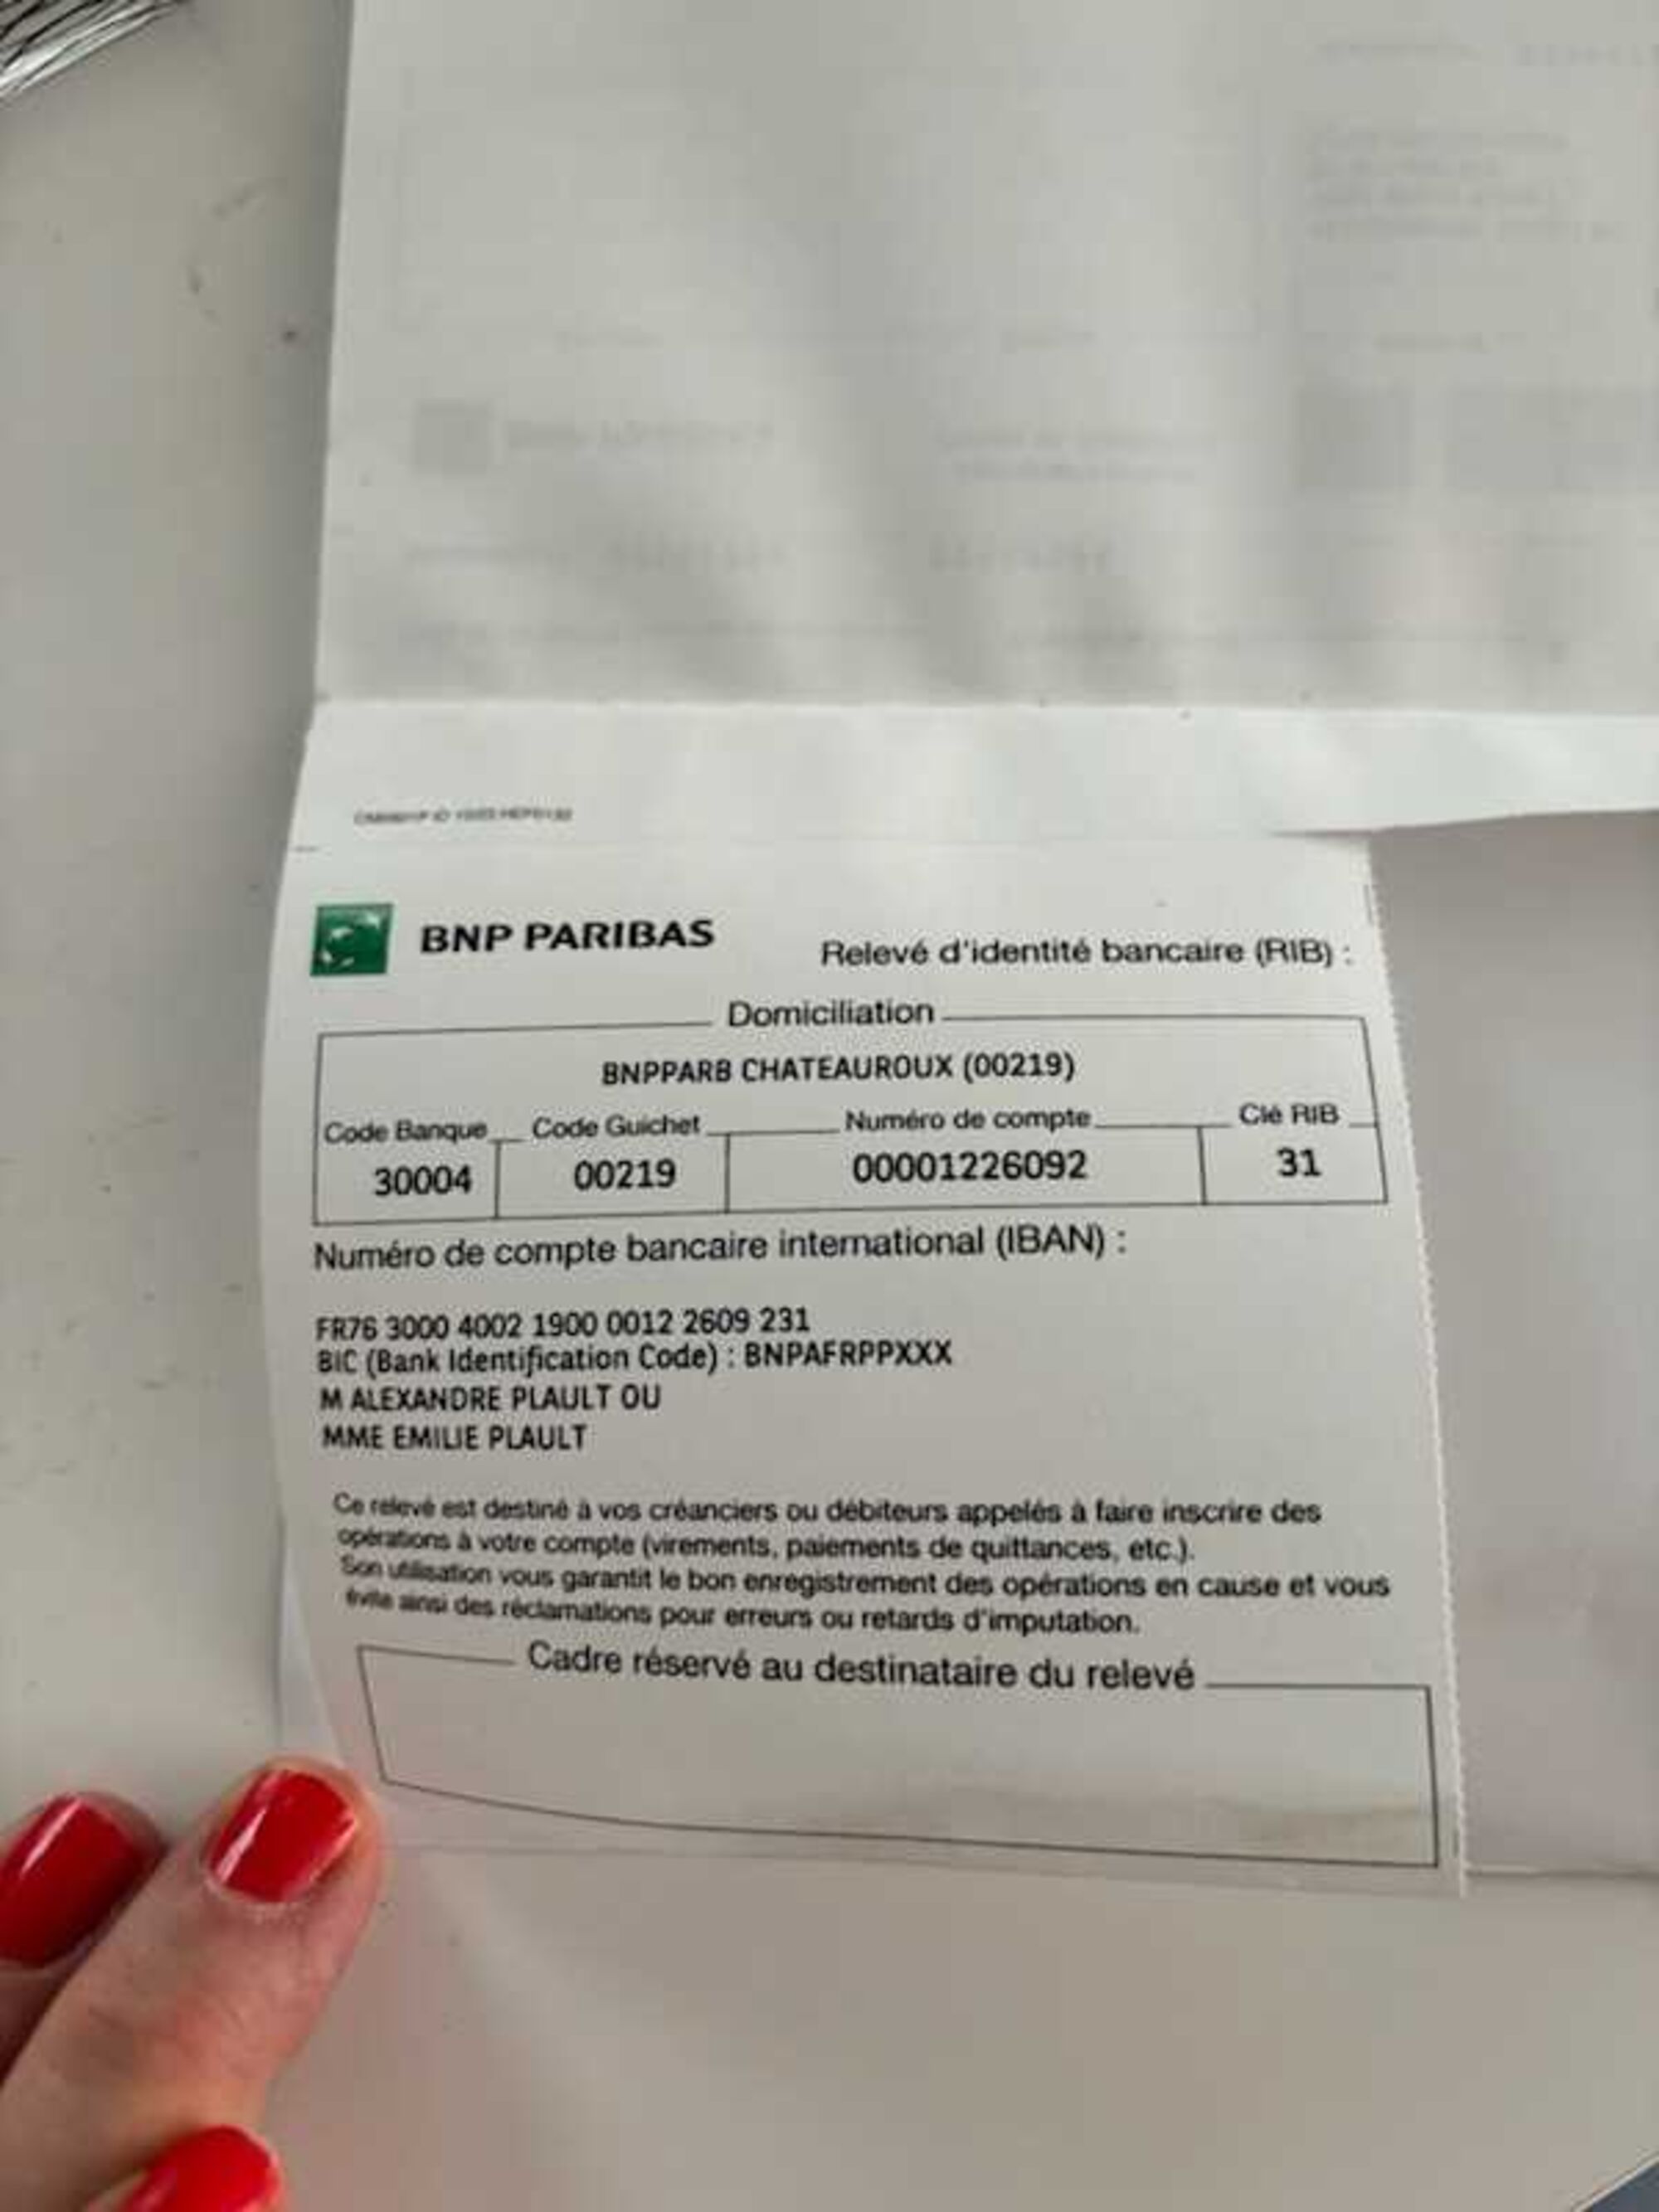 BNP PARIBAS
Relevé d'identité bancaire (RIB) :
Domiciliation
BNPPARB CHATEAUROUX (00219)
Code Banque Code Guichet Numéro de compte Clé RIB
30004 00219 00001226092 31
Numéro de compte bancaire international (IBAN) :
FR76 3000 4002 1900 0012 2609 231
BIC (Bank Identification Code) : BNPAFRPPXXX
M ALEXANDRE PLAULT OU
MME EMILIE PLAULT
Ce relevé est destiné à vos créanciers ou débiteurs appelés à faire inscrire des
opérations à votre compte (virements, paiements de quittances, etc.).
Son utilisation vous garantit le bon enregistrement des opérations en cause et vous
évite ainsi des réclamations pour erreurs ou retards d'imputation.
Cadre réservé au destinataire du relevé